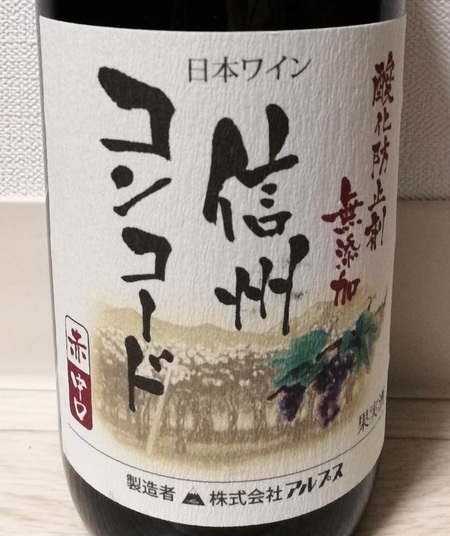 日本ワイン
酸化防止剤
無添加
信州
コンコード
赤中口
果実酒
製造者 株式会社アルプス